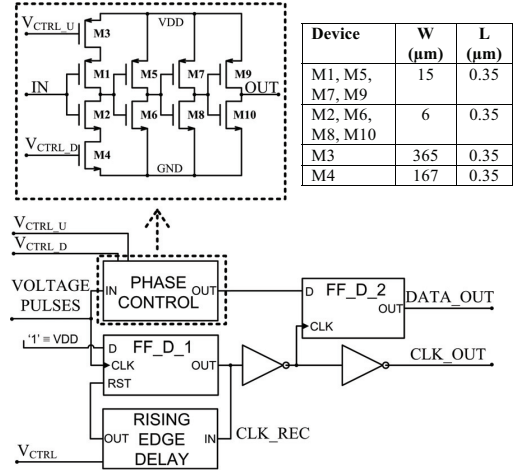 VCTRL_U
VDD
M3
M1 M5 M7 M9
IN OUT
M2 M6 M8 M10
VCTRL_D
M4
GND
Device W (µm) L (µm)
M1, M5, M7, M9 15 0.35
M2, M6, M8, M10 6 0.35
M3 365 0.35
M4 167 0.35
VCTRL_U
VCTRL_D
VOLTAGE PULSES
IN PHASE CONTROL OUT
D FF_D_2
OUT DATA_OUT
CLK
'1' = VDD
D FF_D_1
CLK OUT
RST
CLK_OUT
RISING EDGE DELAY
OUT IN CLK_REC
VCTRL